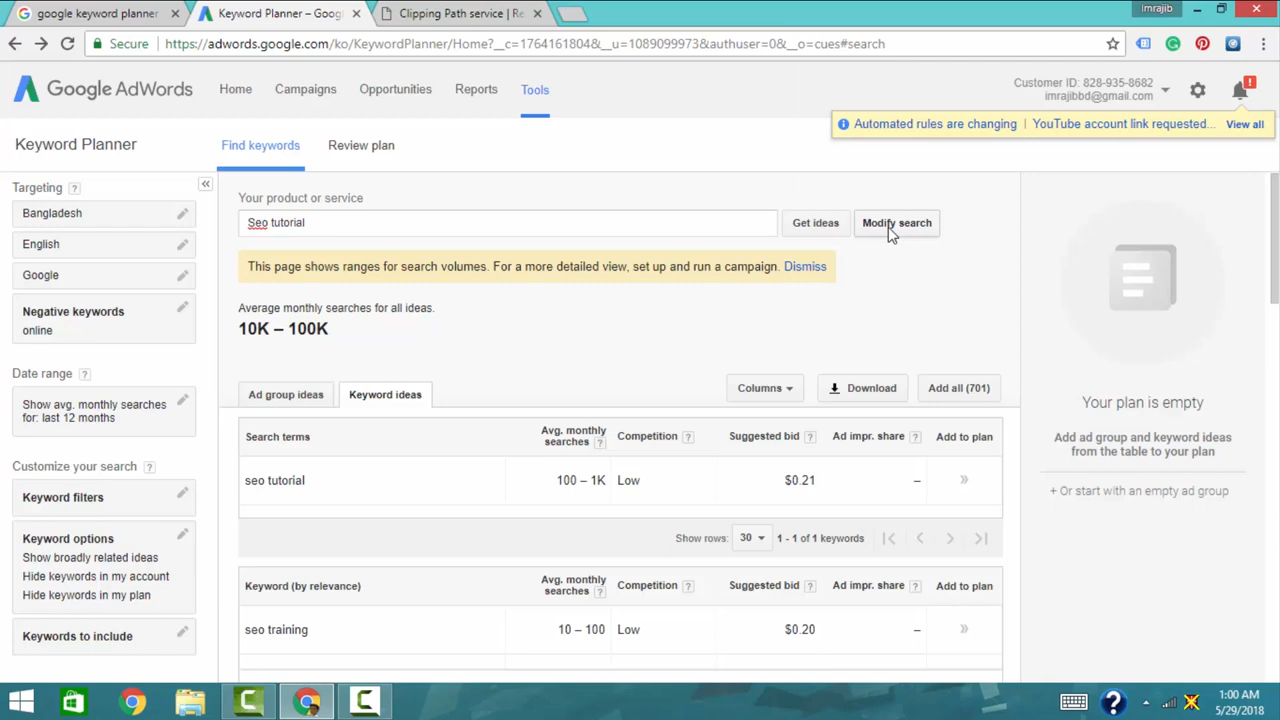 google keyword planner
Keyword Planner – Goog
Clipping Path service | Re
Imrajib
Secure
https://adwords.google.com/ko/KeywordPlanner/Home?__c=1764161804&__u=1089099973&authuser=0&__o=cues#search
Google AdWords
Home
Campaigns
Opportunities
Reports
Tools
Customer ID: 828-935-8682
imrajibbd@gmail.com
Automated rules are changing
YouTube account link requested...
View all
Keyword Planner
Find keywords
Review plan
Targeting ?
Bangladesh
English
Google
Negative keywords
online
Date range ?
Show avg. monthly searches
for: last 12 months
Customize your search ?
Keyword filters
Keyword options
Show broadly related ideas
Hide keywords in my account
Hide keywords in my plan
Keywords to include
Your product or service
Seo tutorial
Get ideas
Modify search
This page shows ranges for search volumes. For a more detailed view, set up and run a campaign. Dismiss
Average monthly searches for all ideas.
10K – 100K
Ad group ideas
Keyword ideas
Columns
Download
Add all (701)
Search terms
Avg. monthly
searches ?
Competition ?
Suggested bid ?
Ad impr. share ?
Add to plan
seo tutorial
100 – 1K
Low
$0.21
–
»
Show rows: 30
1 - 1 of 1 keywords
Keyword (by relevance)
Avg. monthly
searches ?
Competition ?
Suggested bid ?
Ad impr. share ?
Add to plan
seo training
10 – 100
Low
$0.20
–
»
Your plan is empty
Add ad group and keyword ideas
from the table to your plan
+ Or start with an empty ad group
1:00 AM
5/29/2018